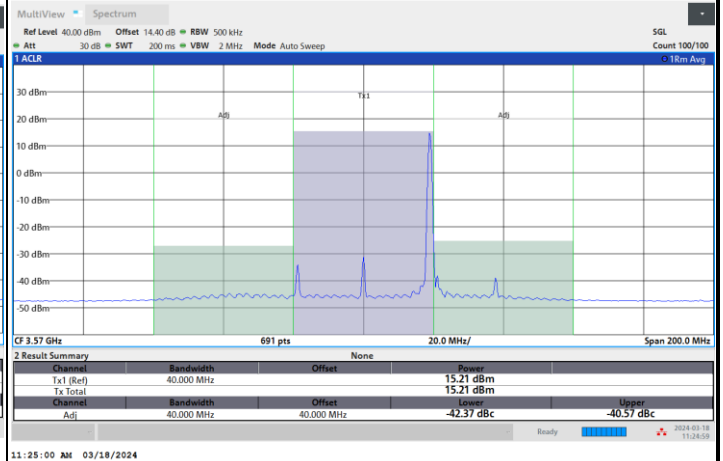 MultiView Spectrum
Ref Level 40.00 dBm Offset 14.40 dB RBW 500 kHz SGL
Att 30 dB SWT 200 ms VBW 2 MHz Mode Auto Sweep Count 100/100
1 ACLR 1Rm Avg
Tx1
Adj Adj
30 dBm
20 dBm
10 dBm
0 dBm
-10 dBm
-20 dBm
-30 dBm
-40 dBm
-50 dBm
CF 3.57 GHz 691 pts 20.0 MHz/ Span 200.0 MHz
2 Result Summary None
Channel Bandwidth Offset Power
Tx1 (Ref) 40.000 MHz 15.21 dBm
Tx Total 15.21 dBm
Channel Bandwidth Offset Lower Upper
Adj 40.000 MHz 40.000 MHz -42.37 dBc -40.57 dBc
Ready 2024-03-18
11:24:59
11:25:00 AM 03/18/2024